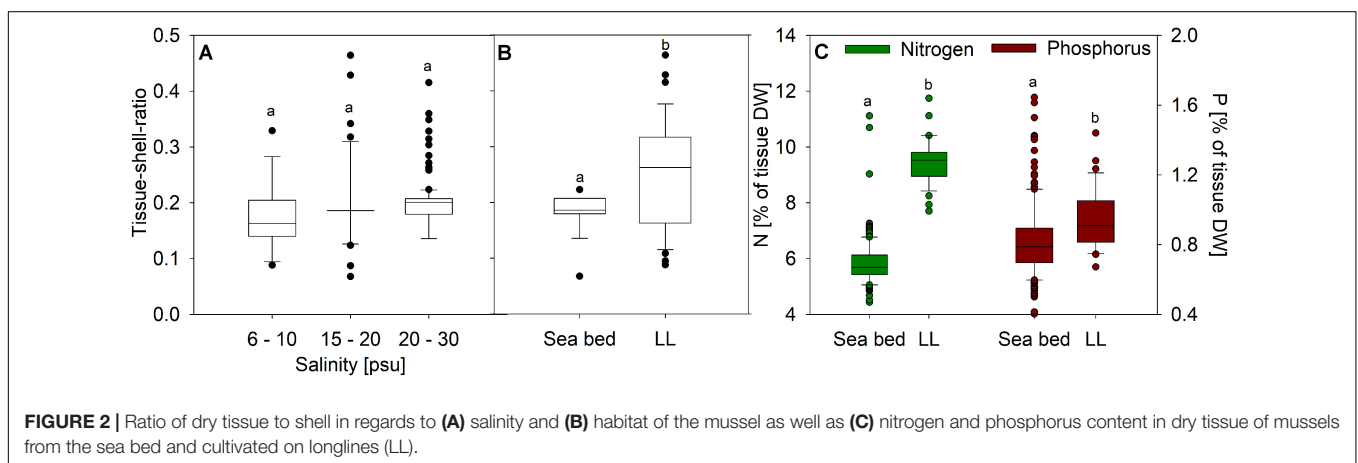 0.5
0.4
0.3
0.2
0.1
0.0
Tissue-shell-ratio
A
a
a
a
6 - 10
15 - 20
20 - 30
Salinity [psu]
B
a
b
Sea bed
LL
14
12
10
8
6
4
N [% of tissue DW]
C
Nitrogen
Phosphorus
a
b
a
b
Sea bed
LL
Sea bed
LL
2.0
1.6
1.2
0.8
0.4
P [% of tissue DW]
FIGURE 2 | Ratio of dry tissue to shell in regards to (A) salinity and (B) habitat of the mussel as well as (C) nitrogen and phosphorus content in dry tissue of mussels
from the sea bed and cultivated on longlines (LL).